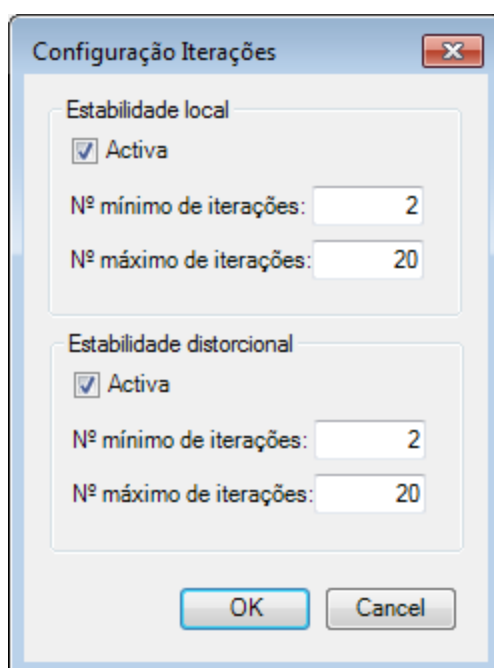 Configuração Iterações
Estabilidade local
Activa
Nº mínimo de iterações: 2
Nº máximo de iterações: 20
Estabilidade distorcional
Activa
Nº mínimo de iterações: 2
Nº máximo de iterações: 20
OK Cancel